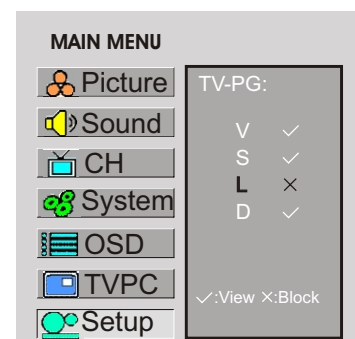 MAIN MENU
Picture
Sound
CH
System
OSD
TVPC
Setup
TV-PG:
V ✓
S ✓
L ×
D ✓
✓:View ×:Block